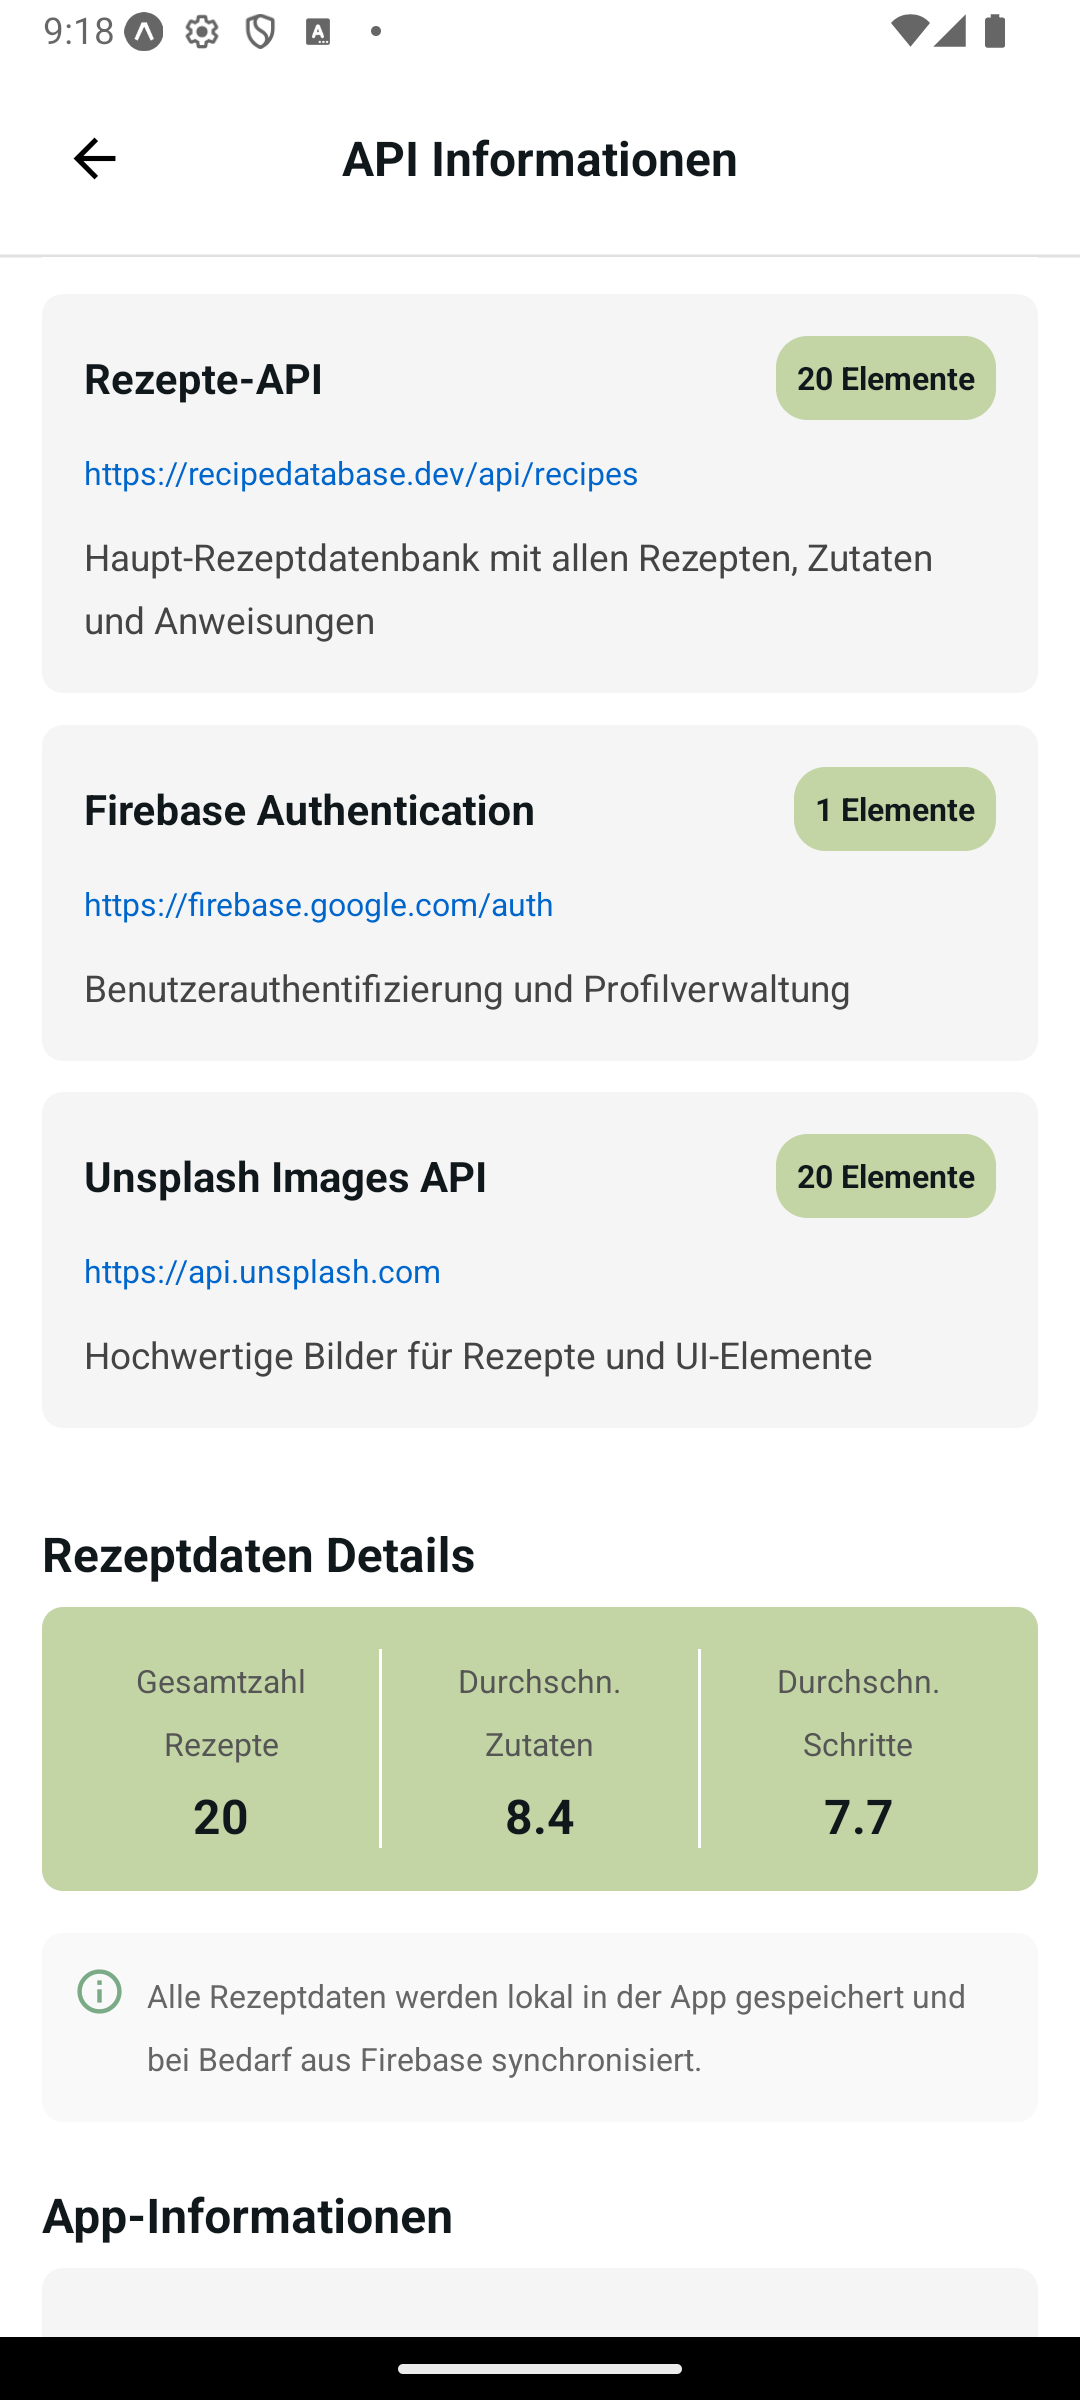 9:18
API Informationen
Rezepte-API
20 Elemente
https://recipedatabase.dev/api/recipes
Haupt-Rezeptdatenbank mit allen Rezepten, Zutaten
und Anweisungen
Firebase Authentication
1 Elemente
https://firebase.google.com/auth
Benutzerauthentifizierung und Profilverwaltung
Unsplash Images API
20 Elemente
https://api.unsplash.com
Hochwertige Bilder für Rezepte und UI-Elemente
Rezeptdaten Details
Gesamtzahl
Rezepte
20
Durchschn.
Zutaten
8.4
Durchschn.
Schritte
7.7
Alle Rezeptdaten werden lokal in der App gespeichert und
bei Bedarf aus Firebase synchronisiert.
App-Informationen